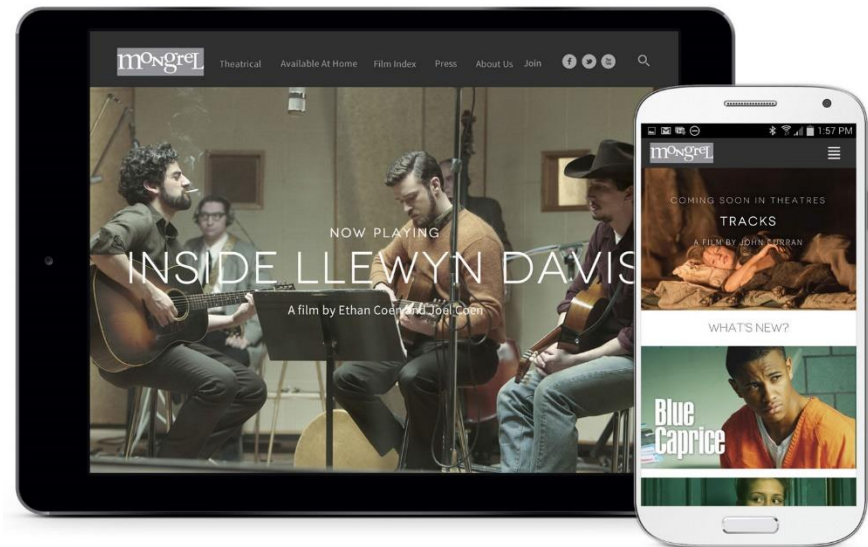 mongrel
Theatrical Available At Home Film Index Press About Us Join
NOW PLAYING
INSIDE LLEWYN DAVIS
A film by Ethan Coen and Joel Coen
1:57 PM
mongrel
COMING SOON IN THEATRES
TRACKS
A FILM BY JOHN CURRAN
WHAT'S NEW?
Blue
Caprice